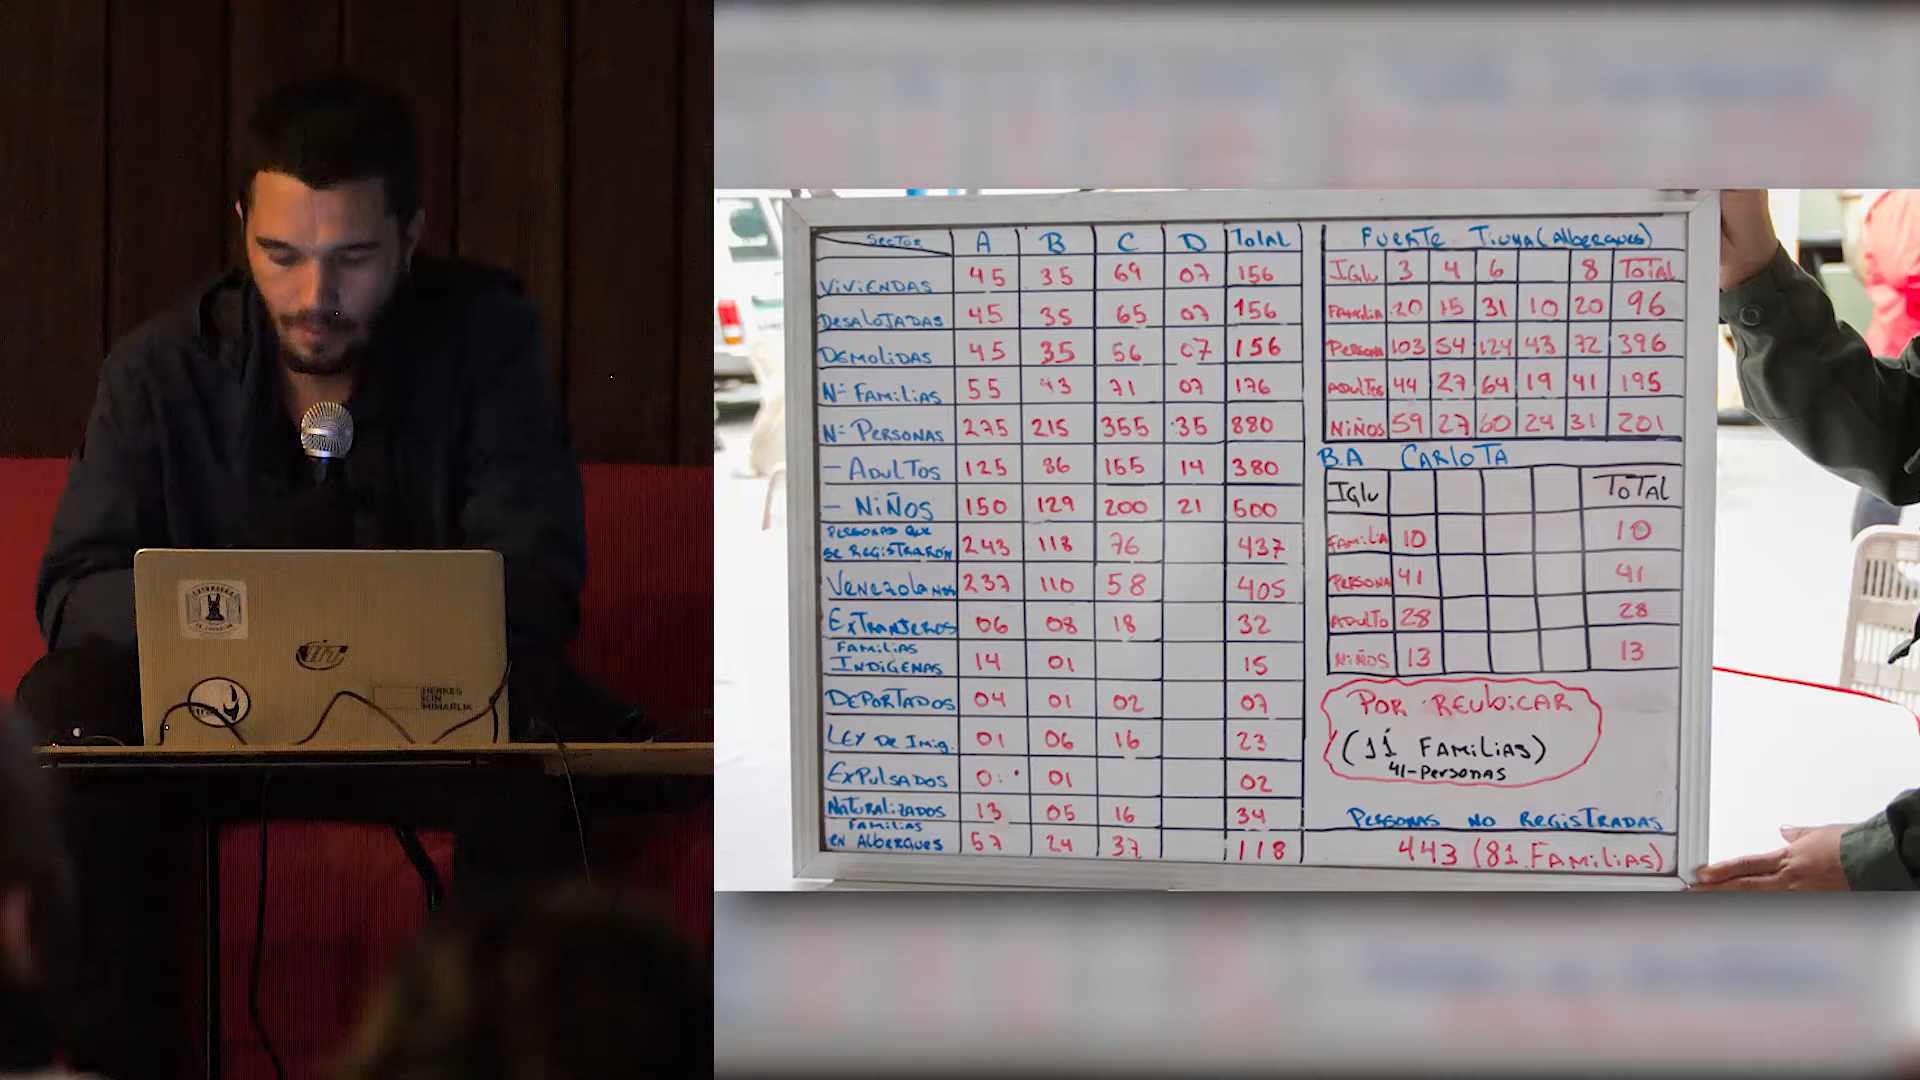 SECTOR A B C D TOTAL
VIVIENDAS 45 35 69 07 156
DESALOJADAS 45 35 65 07 156
DEMOLIDAS 45 35 56 07 156
Nº FAMILIAS 55 43 71 07 176
Nº PERSONAS 275 215 355 35 880
- ADULTOS 125 86 155 14 380
- NIÑOS 150 129 200 21 500
PERSONAS QUE
SE REGISTRARÓN 243 118 76 437
VENEZOLANOS 237 110 58 405
EXTRANJEROS 06 08 18 32
FAMILIAS
INDIGENAS 14 01 15
DEPORTADOS 04 01 02 07
LEY DE IMIG. 01 06 16 23
EXPULSADOS 01 02
NATURALIZADOS 13 05 16 34
FAMILIAS
EN ALBERGUES 57 24 37 118
FUERTE TIUNA (ALBERGUES)
IGLU 3 4 6 8 TOTAL
FAMILIA 20 15 31 10 20 96
PERSONA 103 54 124 43 72 396
ADULTOS 44 27 64 19 41 195
NIÑOS 59 27 60 24 31 201
B.A CARLOTA
IGLU TOTAL
FAMILIA 10 10
PERSONA 41 41
ADULTO 28 28
NIÑOS 13 13
POR REUBICAR
(11 FAMILIAS)
41-PERSONAS
PERSONAS NO REGISTRADAS
443 (81 FAMILIAS)
HERKES
İÇİN
MİMARLIK